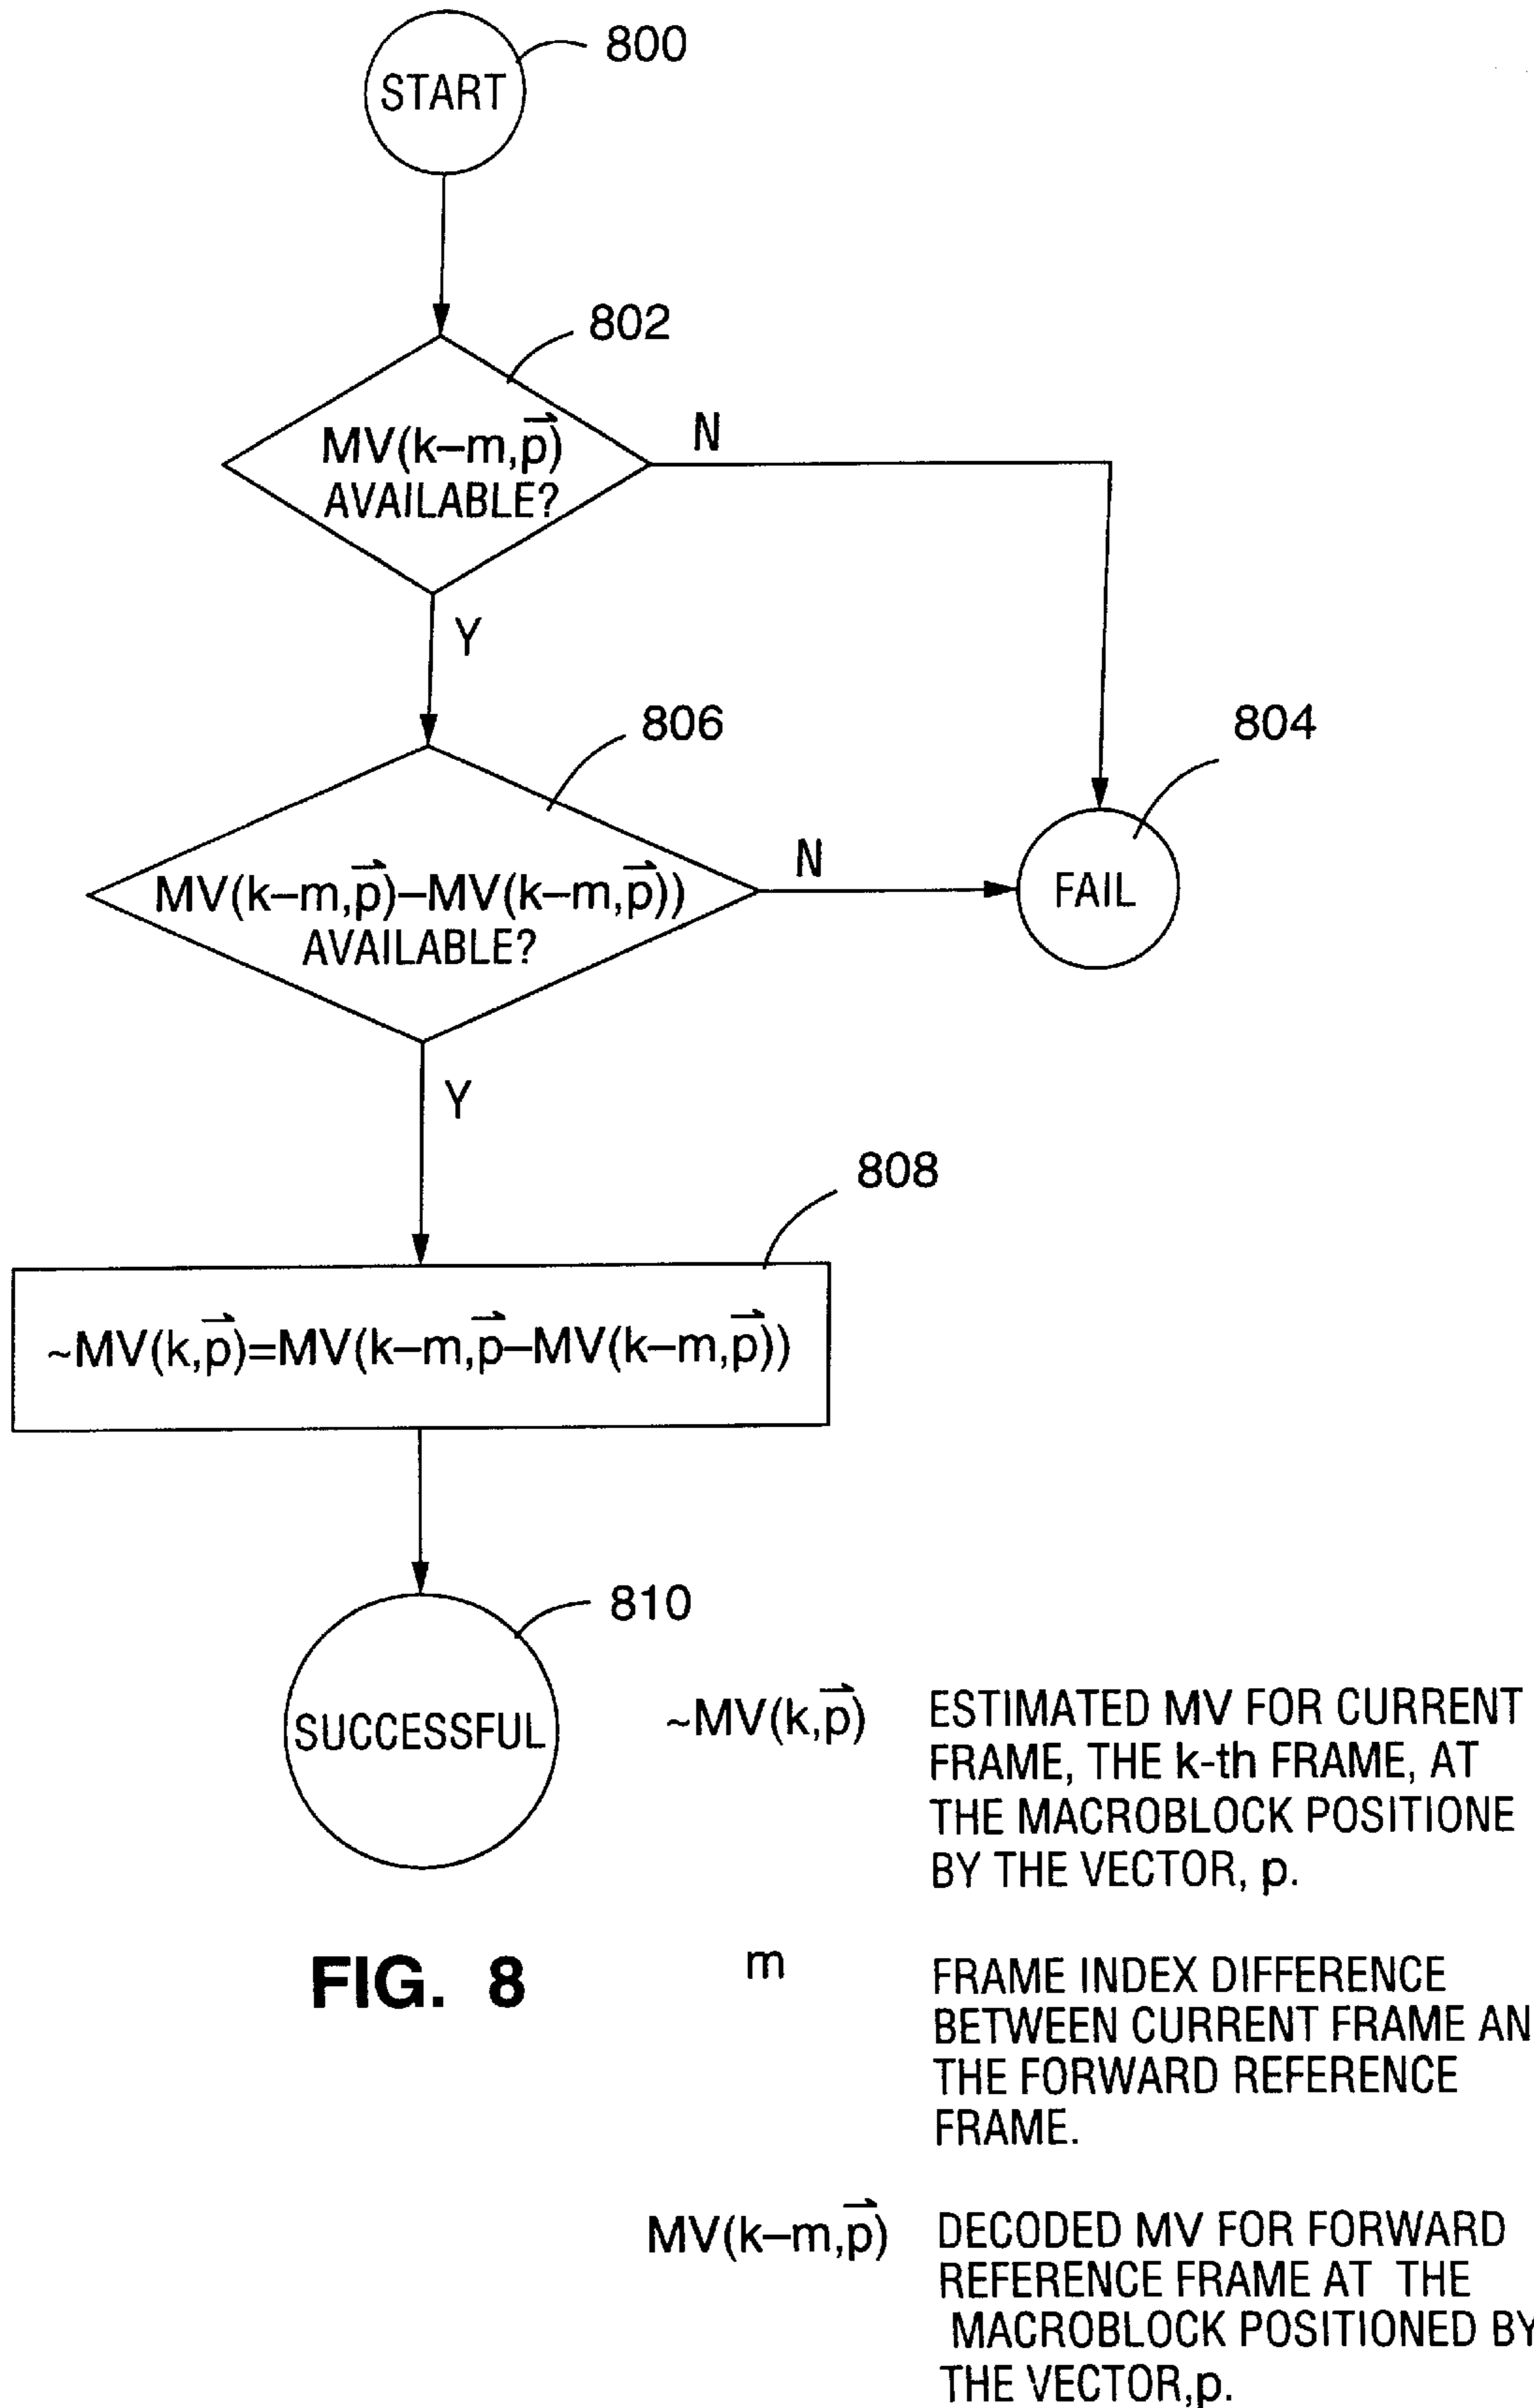 800
START
802
MV(k–m,p⃗)
AVAILABLE?
N
Y
806
804
MV(k–m,p⃗)–MV(k–m,p⃗))
AVAILABLE?
N
FAIL
Y
808
~MV(k,p⃗)=MV(k–m,p⃗–MV(k–m,p⃗))
810
SUCCESSFUL
~MV(k,p⃗) ESTIMATED MV FOR CURRENT
FRAME, THE k-th FRAME, AT
THE MACROBLOCK POSITIONE
BY THE VECTOR, p.
FIG. 8
m FRAME INDEX DIFFERENCE
BETWEEN CURRENT FRAME AN
THE FORWARD REFERENCE
FRAME.
MV(k–m,p⃗) DECODED MV FOR FORWARD
REFERENCE FRAME AT THE
MACROBLOCK POSITIONED BY
THE VECTOR,p.